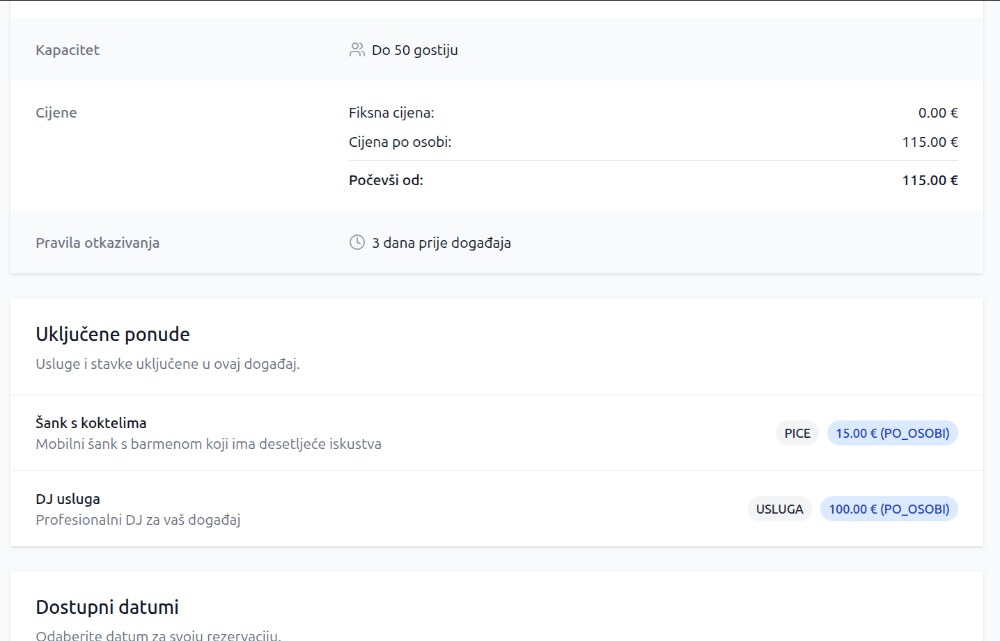 Kapacitet
Do 50 gostiju
Cijene
Fiksna cijena: 0.00 €
Cijena po osobi: 115.00 €
Počevši od: 115.00 €
Pravila otkazivanja
3 dana prije događaja
Uključene ponude
Usluge i stavke uključene u ovaj događaj.
Šank s koktelima
Mobilni šank s barmenom koji ima desetljeće iskustva
PICE 15.00 € (PO_OSOBI)
DJ usluga
Profesionalni DJ za vaš događaj
USLUGA 100.00 € (PO_OSOBI)
Dostupni datumi
Odaberite datum za svoju rezervaciju.